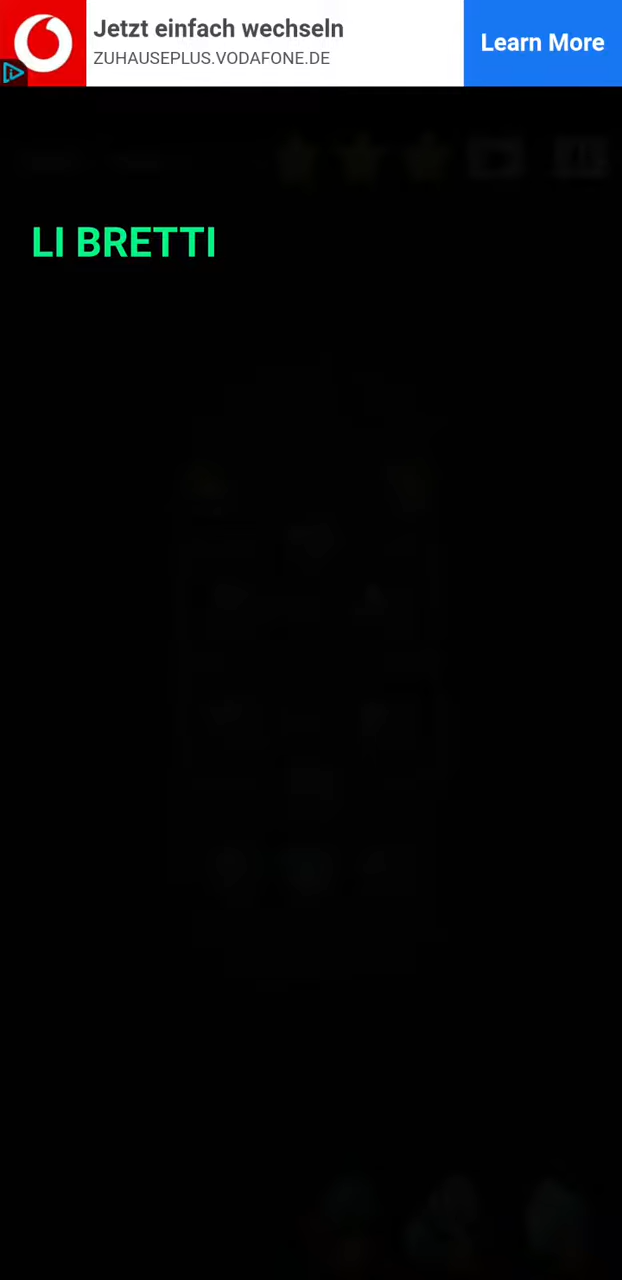 Jetzt einfach wechseln
ZUHAUSEPLUS.VODAFONE.DE
Learn More
LI BRETTI